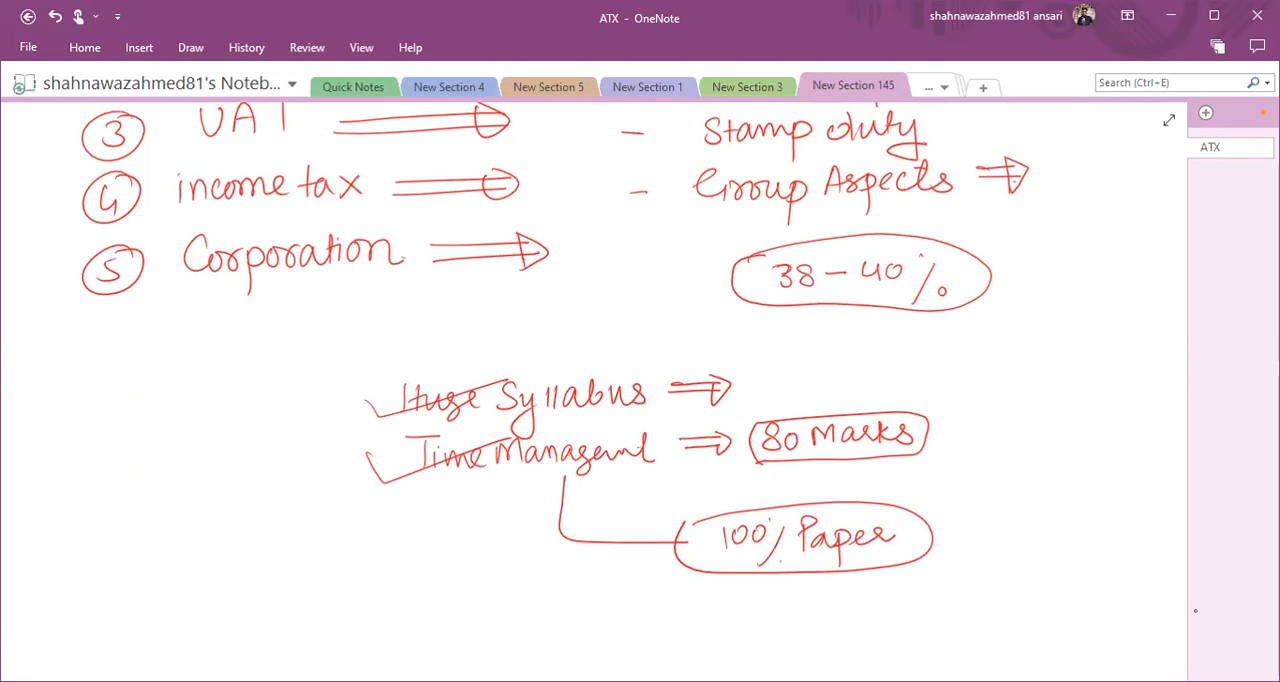 ATX - OneNote
shahnawazahmed81 ansari
File Home Insert Draw History Review View Help
shahnawazahmed81's Noteb... Quick Notes New Section 4 New Section 5 New Section 1 New Section 3 New Section 145 ... + Search (Ctrl+E)
ATX
3 VAT - Stamp duty
4 income tax - Group Aspects
5 Corporation
38 - 40%
Huge Syllabus
Time Managemt 80 Marks
100% Paper